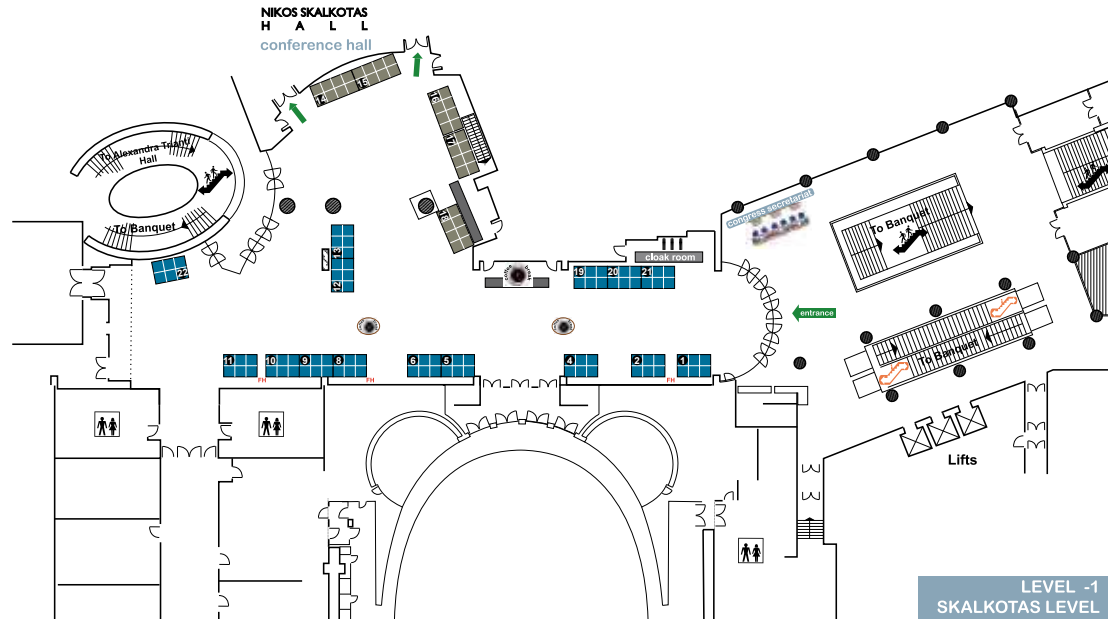 NIKOS SKALKOTAS
H A L L
conference hall
14
15
16
17
18
To Alexandra Trianti
Hall
To Banquet
22
13
12
congress secretariat
To Banquet
cloak room
19
20
21
entrance
To Banquet
11
10
9
8
6
5
4
2
1
FH
FH
FH
Lifts
LEVEL -1
SKALKOTAS LEVEL